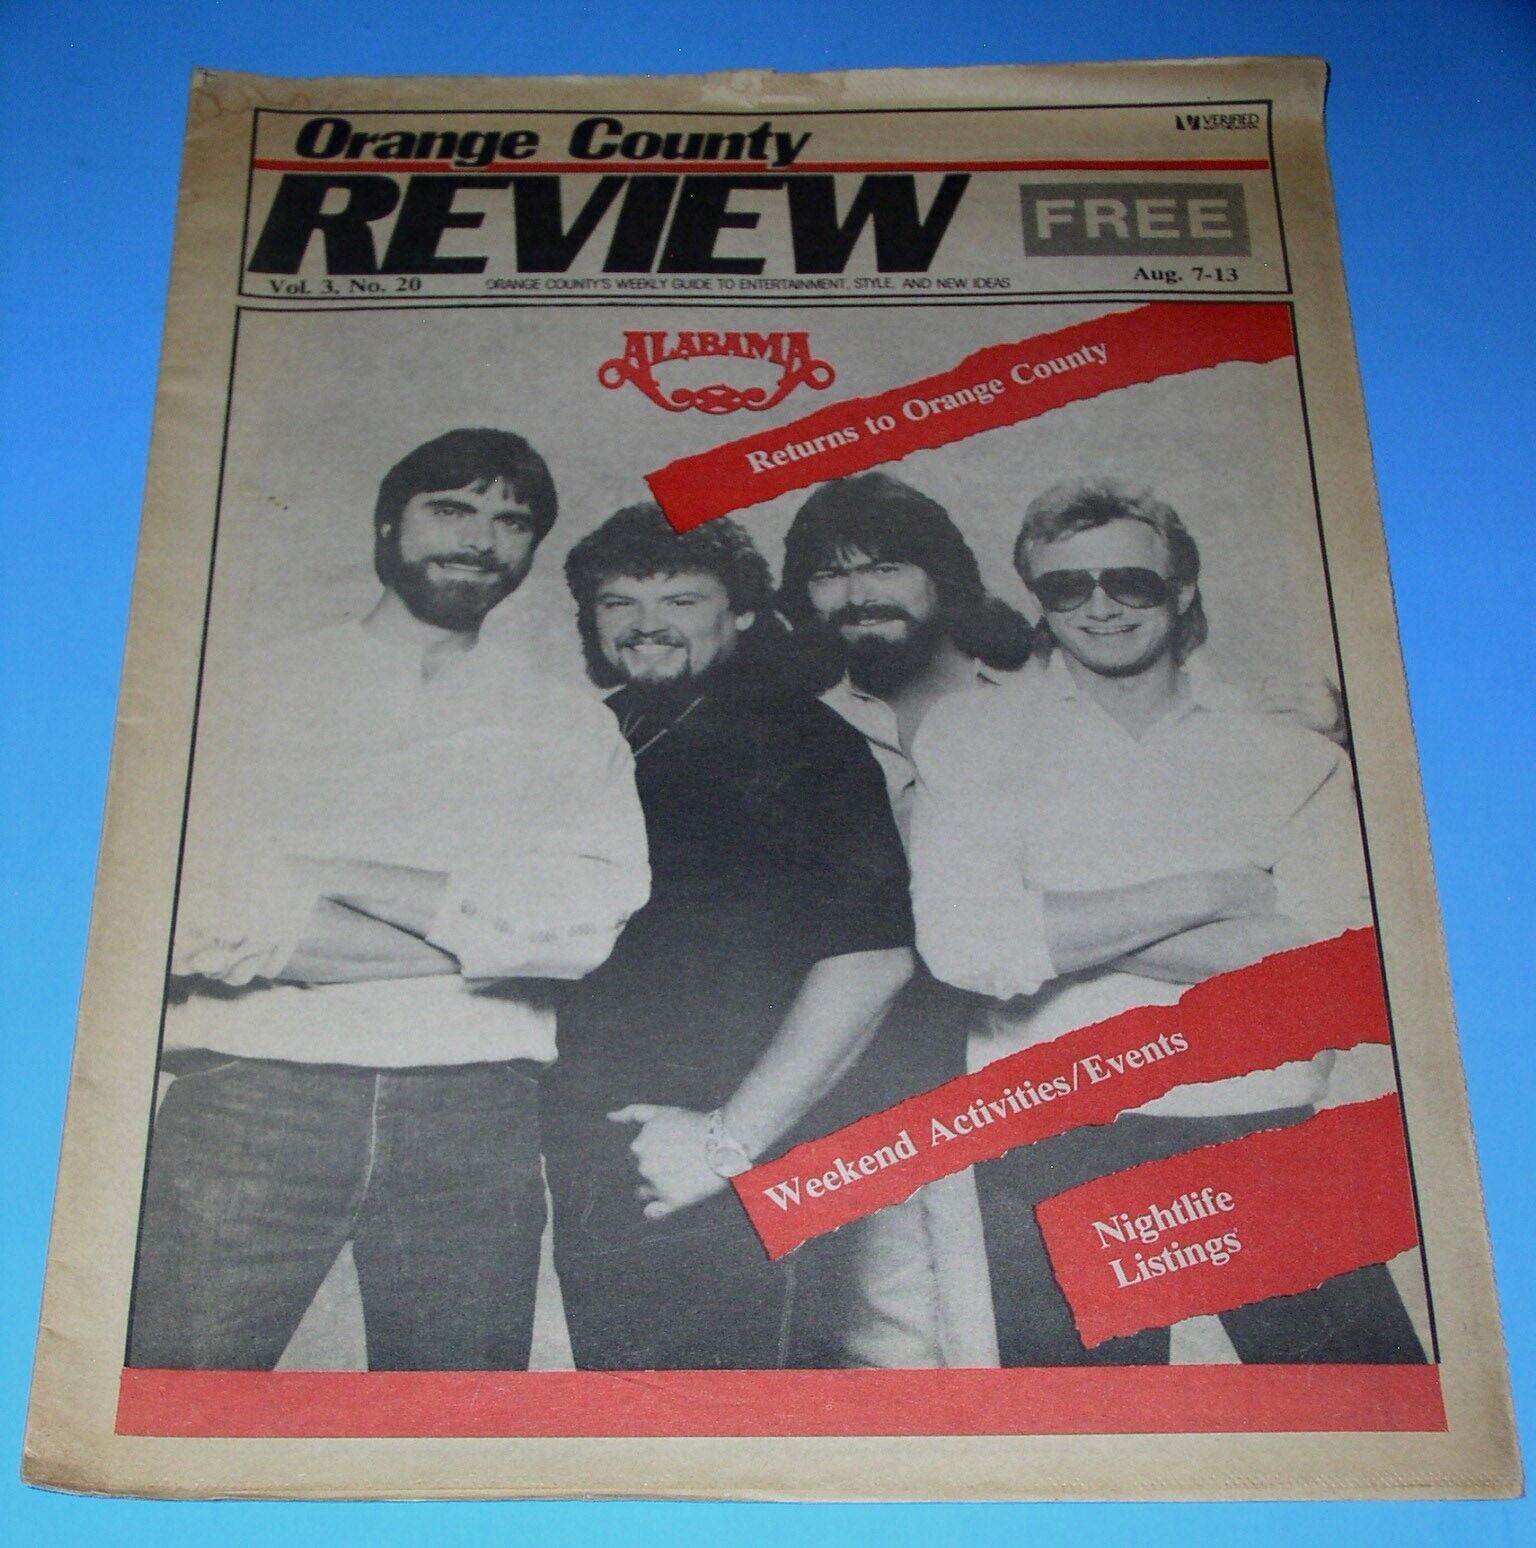 Orange County
VERIFIED
REVIEW
FREE
Vol. 3, No. 20
ORANGE COUNTY'S WEEKLY GUIDE TO ENTERTAINMENT, STYLE, AND NEW IDEAS
Aug. 7-13
ALABAMA
Returns to Orange County
Weekend Activities/Events
Nightlife
Listings